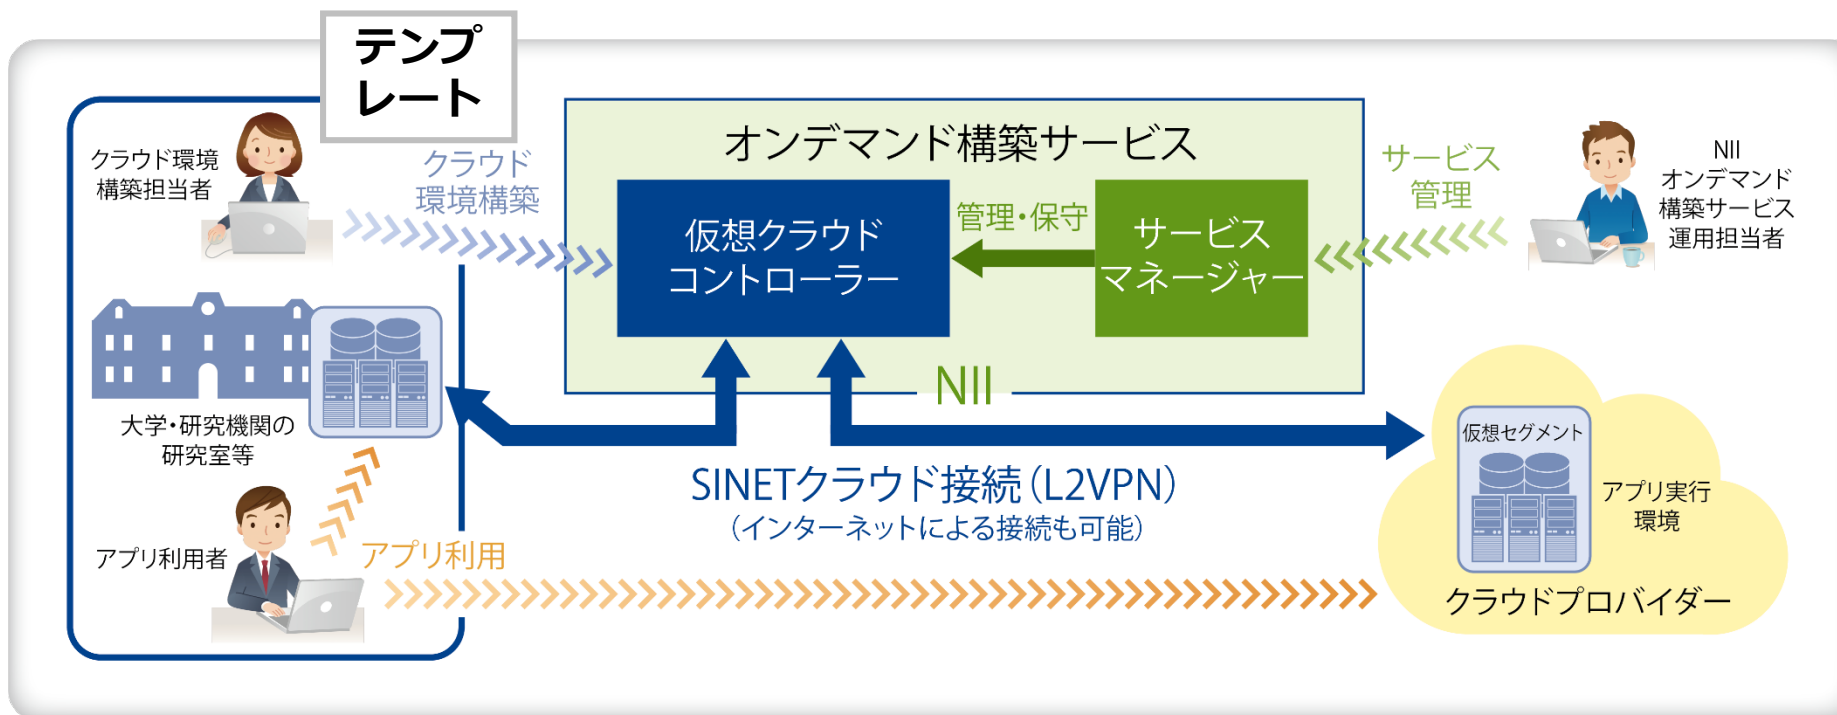 テンプ
レート
クラウド環境
構築担当者
クラウド
環境構築
オンデマンド構築サービス
仮想クラウド
コントローラー
管理・保守
サービス
マネージャー
サービス
管理
NII
オンデマンド
構築サービス
運用担当者
NII
大学・研究機関の
研究室等
SINETクラウド接続（L2VPN）
（インターネットによる接続も可能）
アプリ利用者
アプリ利用
仮想セグメント
アプリ実行
環境
クラウドプロバイダー